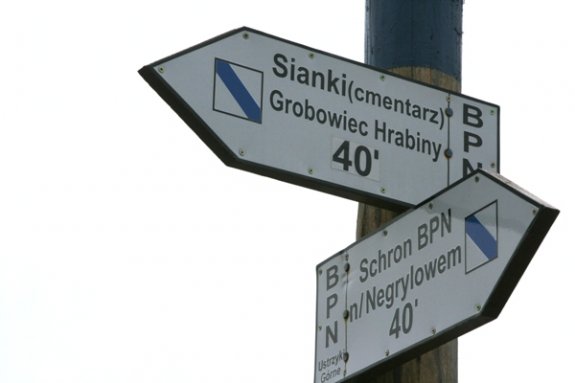 Sianki(cmentarz)
Grobowiec Hrabiny
40'
BPN
Schron BPN
n/Negrylowem
40'
BPN
Ustrzyki
Górne